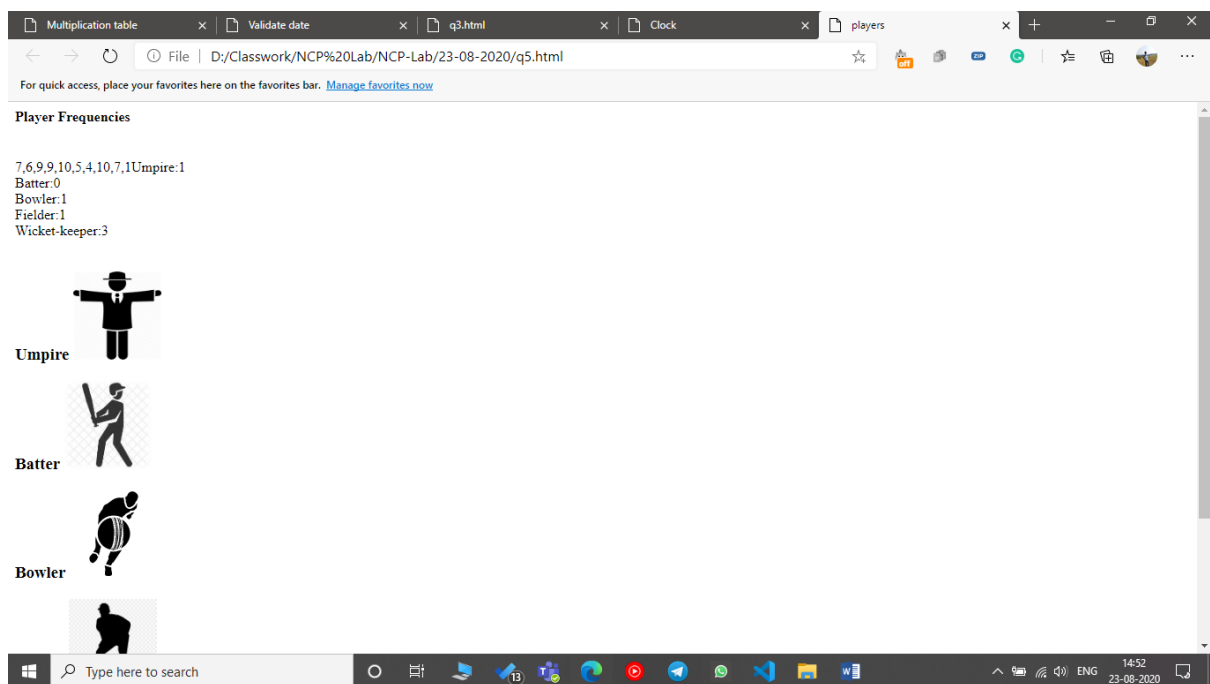 Multiplication table
Validate date
q3.html
Clock
players
File
D:/Classwork/NCP%20Lab/NCP-Lab/23-08-2020/q5.html
off
ZIP
G
For quick access, place your favorites here on the favorites bar. Manage favorites now
Player Frequencies
7,6,9,9,10,5,4,10,7,1Umpire:1
Batter:0
Bowler:1
Fielder:1
Wicket-keeper:3
Umpire
Batter
Bowler
Type here to search
13
ENG
14:52
23-08-2020